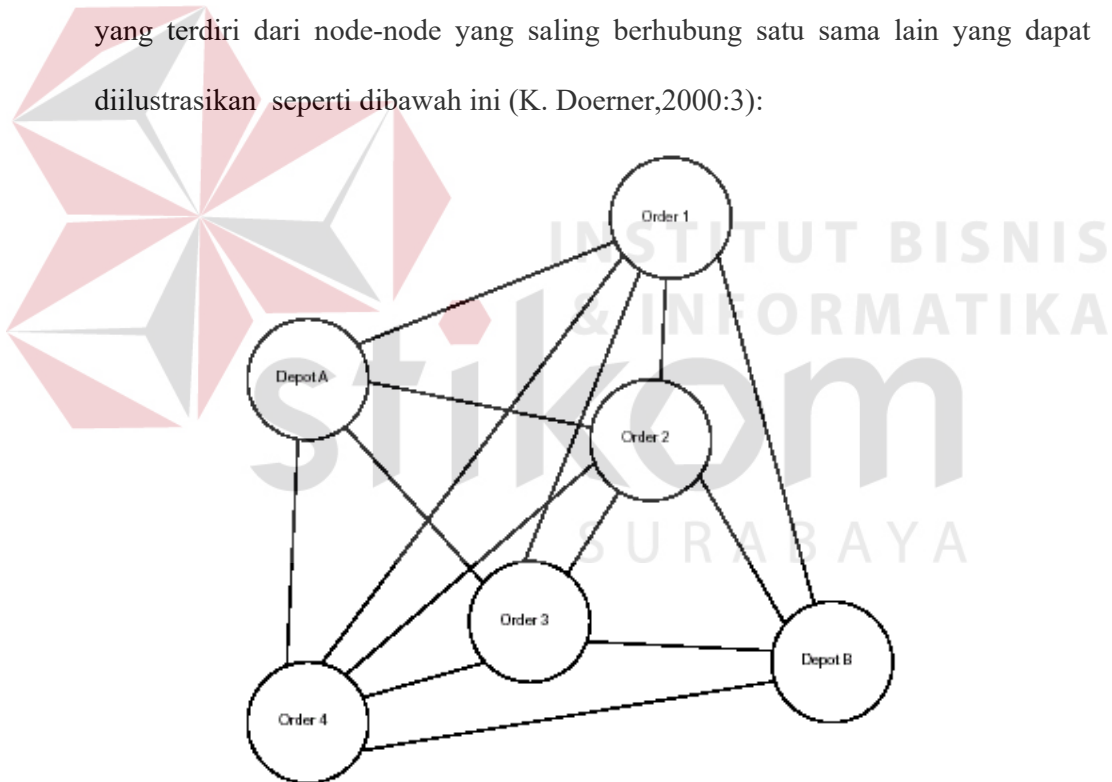 yang terdiri dari node-node yang saling berhubung satu sama lain yang dapat
diilustrasikan seperti dibawah ini (K. Doerner,2000:3):
Order 1
INSTITUT BISNIS
& INFORMATIKA
stikom
SURABAYA
Depot A
Order 2
Order 3
Depot B
Order 4